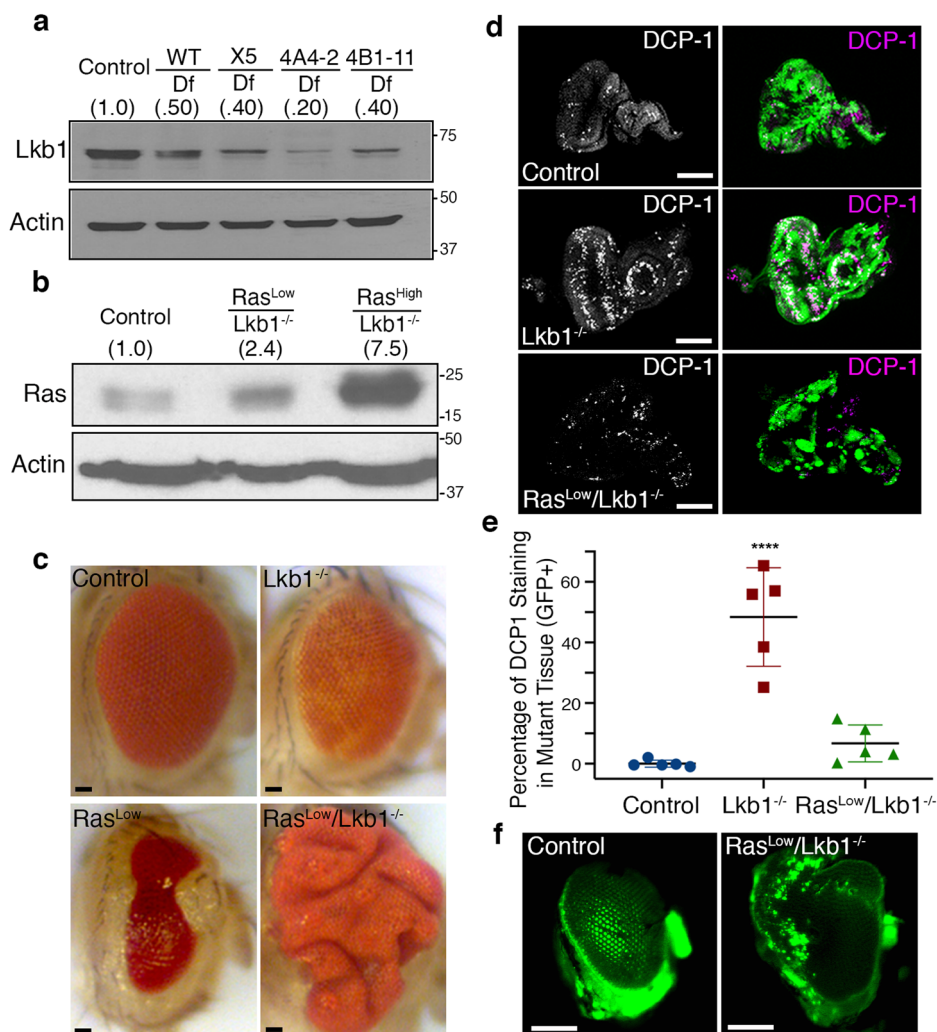 a
Control WT X5 4A4-2 4B1-11
Df Df Df Df
(1.0) (.50) (.40) (.20) (.40)
Lkb1
-75
Actin
-50
-37
b
Control Ras^Low Ras^High
Lkb1^-/- Lkb1^-/-
(1.0) (2.4) (7.5)
Ras
-25
-15
Actin
-50
-37
c
Control
Lkb1^-/-
Ras^Low
Ras^Low/Lkb1^-/-
d
DCP-1
DCP-1
Control
DCP-1
DCP-1
Lkb1^-/-
DCP-1
DCP-1
Ras^Low/Lkb1^-/-
e
Percentage of DCP1 Staining
in Mutant Tissue (GFP+)
60
40
20
0
****
Control Lkb1^-/- Ras^Low/Lkb1^-/-
f
Control
Ras^Low/Lkb1^-/-